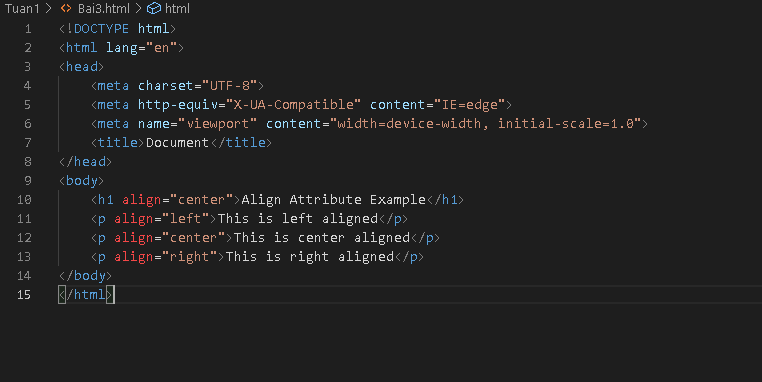 Tuan1 > <> Bai3.html > html
1 <!DOCTYPE html>
2 <html lang="en">
3 <head>
4     <meta charset="UTF-8">
5     <meta http-equiv="X-UA-Compatible" content="IE=edge">
6     <meta name="viewport" content="width=device-width, initial-scale=1.0">
7     <title>Document</title>
8 </head>
9 <body>
10     <h1 align="center">Align Attribute Example</h1>
11     <p align="left">This is left aligned</p>
12     <p align="center">This is center aligned</p>
13     <p align="right">This is right aligned</p>
14 </body>
15 </html>